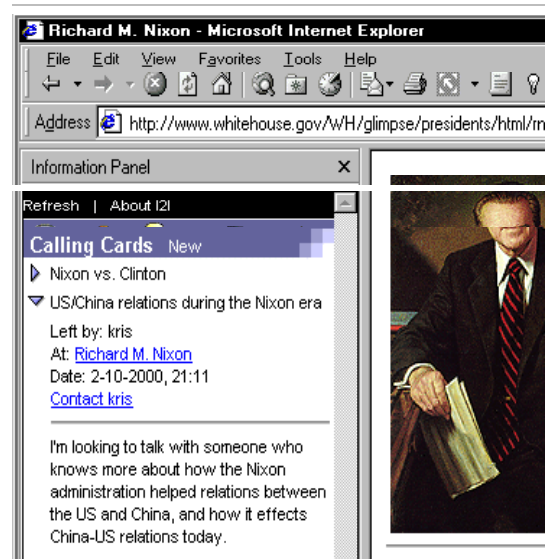 Richard M. Nixon - Microsoft Internet Explorer
File Edit View Favorites Tools Help
Address http://www.whitehouse.gov/WH/glimpse/presidents/html/rn
Information Panel
Refresh | About I2I
Calling Cards New
Nixon vs. Clinton
US/China relations during the Nixon era
Left by: kris
At: Richard M. Nixon
Date: 2-10-2000, 21:11
Contact kris
I'm looking to talk with someone who
knows more about how the Nixon
administration helped relations between
the US and China, and how it effects
China-US relations today.